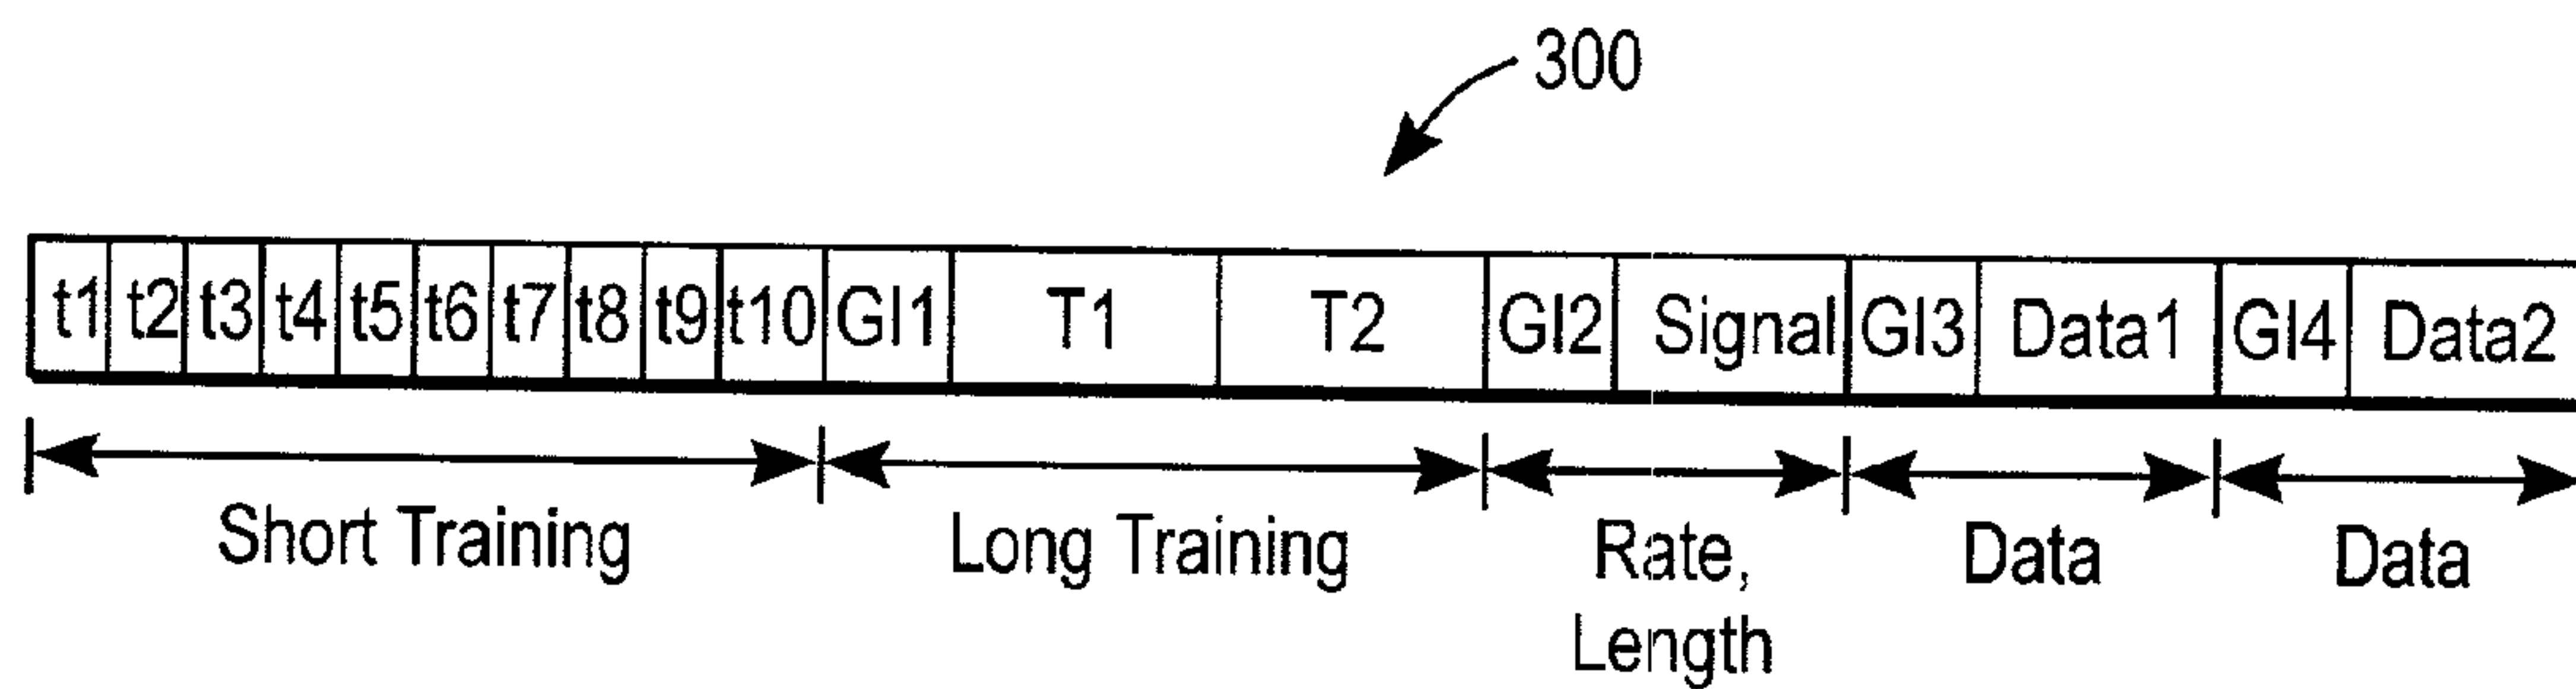 300
t1 t2 t3 t4 t5 t6 t7 t8 t9 t10 GI1 T1 T2 GI2 Signal GI3 Data1 GI4 Data2
Short Training Long Training Rate, Data Data
Length